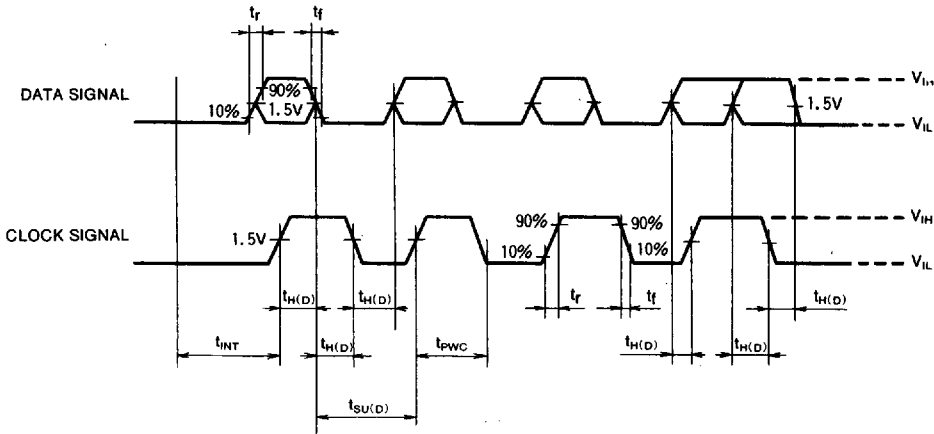 tr tf
DATA SIGNAL
10% 90% 1.5V
1.5V
VIH
VIL
CLOCK SIGNAL
1.5V
90% 90%
10% 10%
VIH
VIL
tH(D) tH(D) tr tf tH(D)
tINT tH(D) tPWC tH(D) tH(D)
tSU(D)